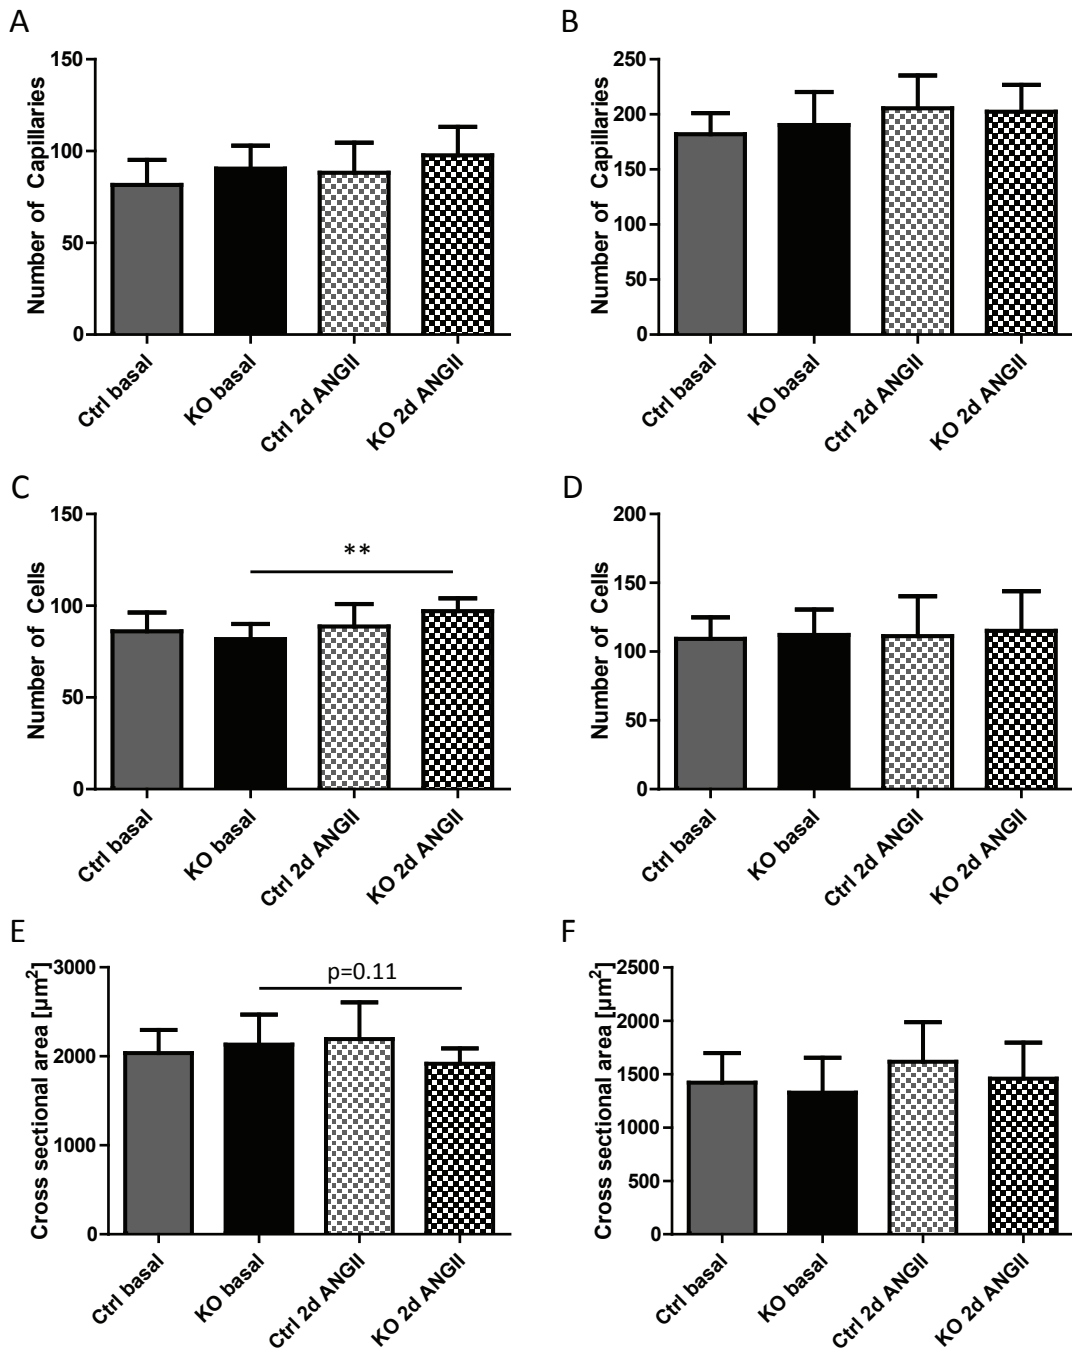 A
Number of Capillaries
150
100
50
0
Ctrl basal
KO basal
Ctrl 2d ANGII
KO 2d ANGII
B
Number of Capillaries
250
200
150
100
50
0
Ctrl basal
KO basal
Ctrl 2d ANGII
KO 2d ANGII
C
Number of Cells
150
100
50
0
**
Ctrl basal
KO basal
Ctrl 2d ANGII
KO 2d ANGII
D
Number of Cells
200
150
100
50
0
Ctrl basal
KO basal
Ctrl 2d ANGII
KO 2d ANGII
E
Cross sectional area [µm²]
3000
2000
1000
0
p=0.11
Ctrl basal
KO basal
Ctrl 2d ANGII
KO 2d ANGII
F
Cross sectional area [µm²]
2500
2000
1500
1000
500
0
Ctrl basal
KO basal
Ctrl 2d ANGII
KO 2d ANGII